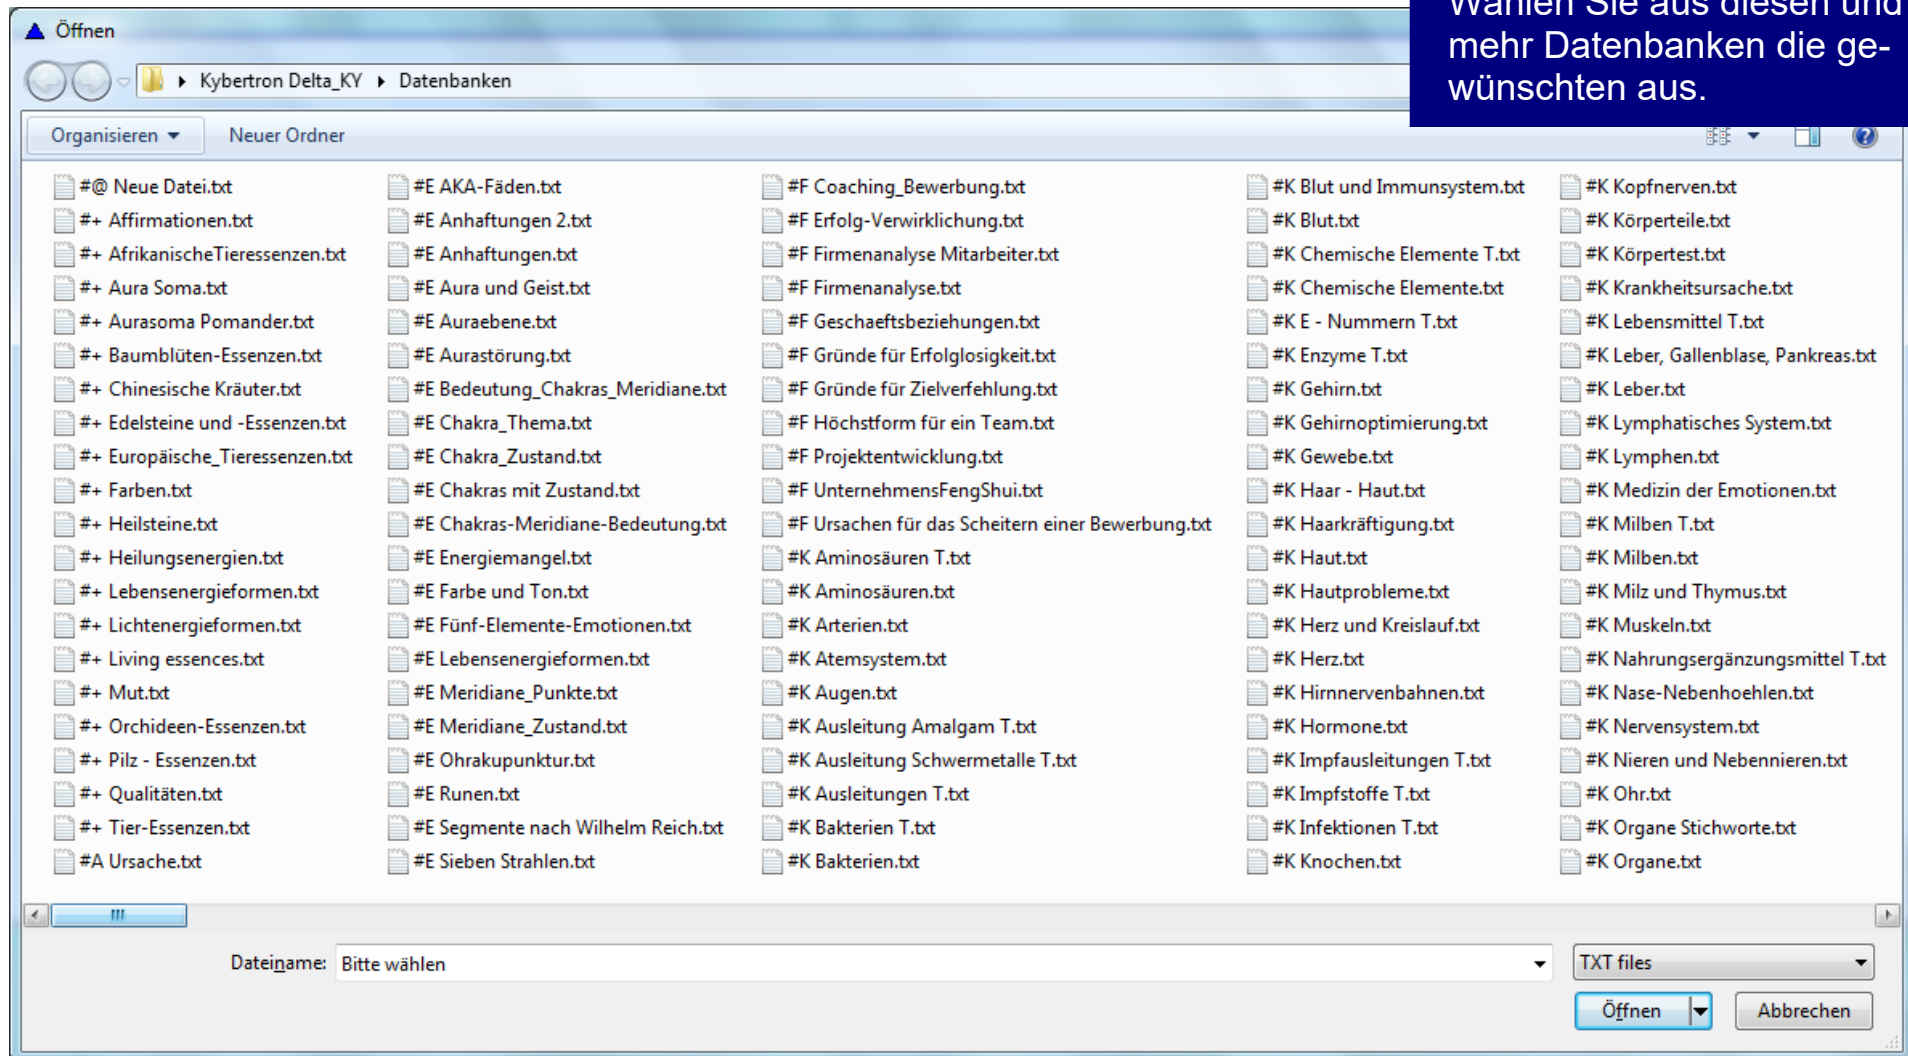 Wählen Sie aus diesen und
mehr Datenbanken die ge-
wünschten aus.
Öffnen
Kybertron Delta_KY
Datenbanken
Organisieren
Neuer Ordner
#@ Neue Datei.txt
#+ Affirmationen.txt
#+ AfrikanischeTieressenzen.txt
#+ Aura Soma.txt
#+ Aurasoma Pomander.txt
#+ Baumblüten-Essenzen.txt
#+ Chinesische Kräuter.txt
#+ Edelsteine und -Essenzen.txt
#+ Europäische_Tieressenzen.txt
#+ Farben.txt
#+ Heilsteine.txt
#+ Heilungsenergien.txt
#+ Lebensenergieformen.txt
#+ Lichtenergieformen.txt
#+ Living essences.txt
#+ Mut.txt
#+ Orchideen-Essenzen.txt
#+ Pilz - Essenzen.txt
#+ Qualitäten.txt
#+ Tier-Essenzen.txt
#A Ursache.txt
#E AKA-Fäden.txt
#E Anhaftungen 2.txt
#E Anhaftungen.txt
#E Aura und Geist.txt
#E Auraebene.txt
#E Aurastörung.txt
#E Bedeutung_Chakras_Meridiane.txt
#E Chakra_Thema.txt
#E Chakra_Zustand.txt
#E Chakras mit Zustand.txt
#E Chakras-Meridiane-Bedeutung.txt
#E Energiemangel.txt
#E Farbe und Ton.txt
#E Fünf-Elemente-Emotionen.txt
#E Lebensenergieformen.txt
#E Meridiane_Punkte.txt
#E Meridiane_Zustand.txt
#E Ohrakupunktur.txt
#E Runen.txt
#E Segmente nach Wilhelm Reich.txt
#E Sieben Strahlen.txt
#F Coaching_Bewerbung.txt
#F Erfolg-Verwirklichung.txt
#F Firmenanalyse Mitarbeiter.txt
#F Firmenanalyse.txt
#F Geschaeftsbeziehungen.txt
#F Gründe für Erfolglosigkeit.txt
#F Gründe für Zielverfehlung.txt
#F Höchstform für ein Team.txt
#F Projektentwicklung.txt
#F UnternehmensFengShui.txt
#F Ursachen für das Scheitern einer Bewerbung.txt
#K Aminosäuren T.txt
#K Aminosäuren.txt
#K Arterien.txt
#K Atemsystem.txt
#K Augen.txt
#K Ausleitung Amalgam T.txt
#K Ausleitung Schwermetalle T.txt
#K Ausleitungen T.txt
#K Bakterien T.txt
#K Bakterien.txt
#K Blut und Immunsystem.txt
#K Blut.txt
#K Chemische Elemente T.txt
#K Chemische Elemente.txt
#K E - Nummern T.txt
#K Enzyme T.txt
#K Gehirn.txt
#K Gehirnoptimierung.txt
#K Gewebe.txt
#K Haar - Haut.txt
#K Haarkräftigung.txt
#K Haut.txt
#K Hautprobleme.txt
#K Herz und Kreislauf.txt
#K Herz.txt
#K Hirnnervenbahnen.txt
#K Hormone.txt
#K Impfausleitungen T.txt
#K Impfstoffe T.txt
#K Infektionen T.txt
#K Knochen.txt
#K Kopfnerven.txt
#K Körperteile.txt
#K Körpertest.txt
#K Krankheitsursache.txt
#K Lebensmittel T.txt
#K Leber, Gallenblase, Pankreas.txt
#K Leber.txt
#K Lymphatisches System.txt
#K Lymphen.txt
#K Medizin der Emotionen.txt
#K Milben T.txt
#K Milben.txt
#K Milz und Thymus.txt
#K Muskeln.txt
#K Nahrungsergänzungsmittel T.txt
#K Nase-Nebenhoehlen.txt
#K Nervensystem.txt
#K Nieren und Nebennieren.txt
#K Ohr.txt
#K Organe Stichworte.txt
#K Organe.txt
Dateiname: Bitte wählen
TXT files
Öffnen
Abbrechen